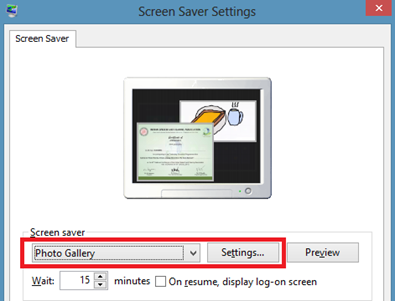 Screen Saver Settings
Screen Saver
Screen saver
Photo Gallery
Settings...
Preview
Wait: 15 minutes
On resume, display log-on screen